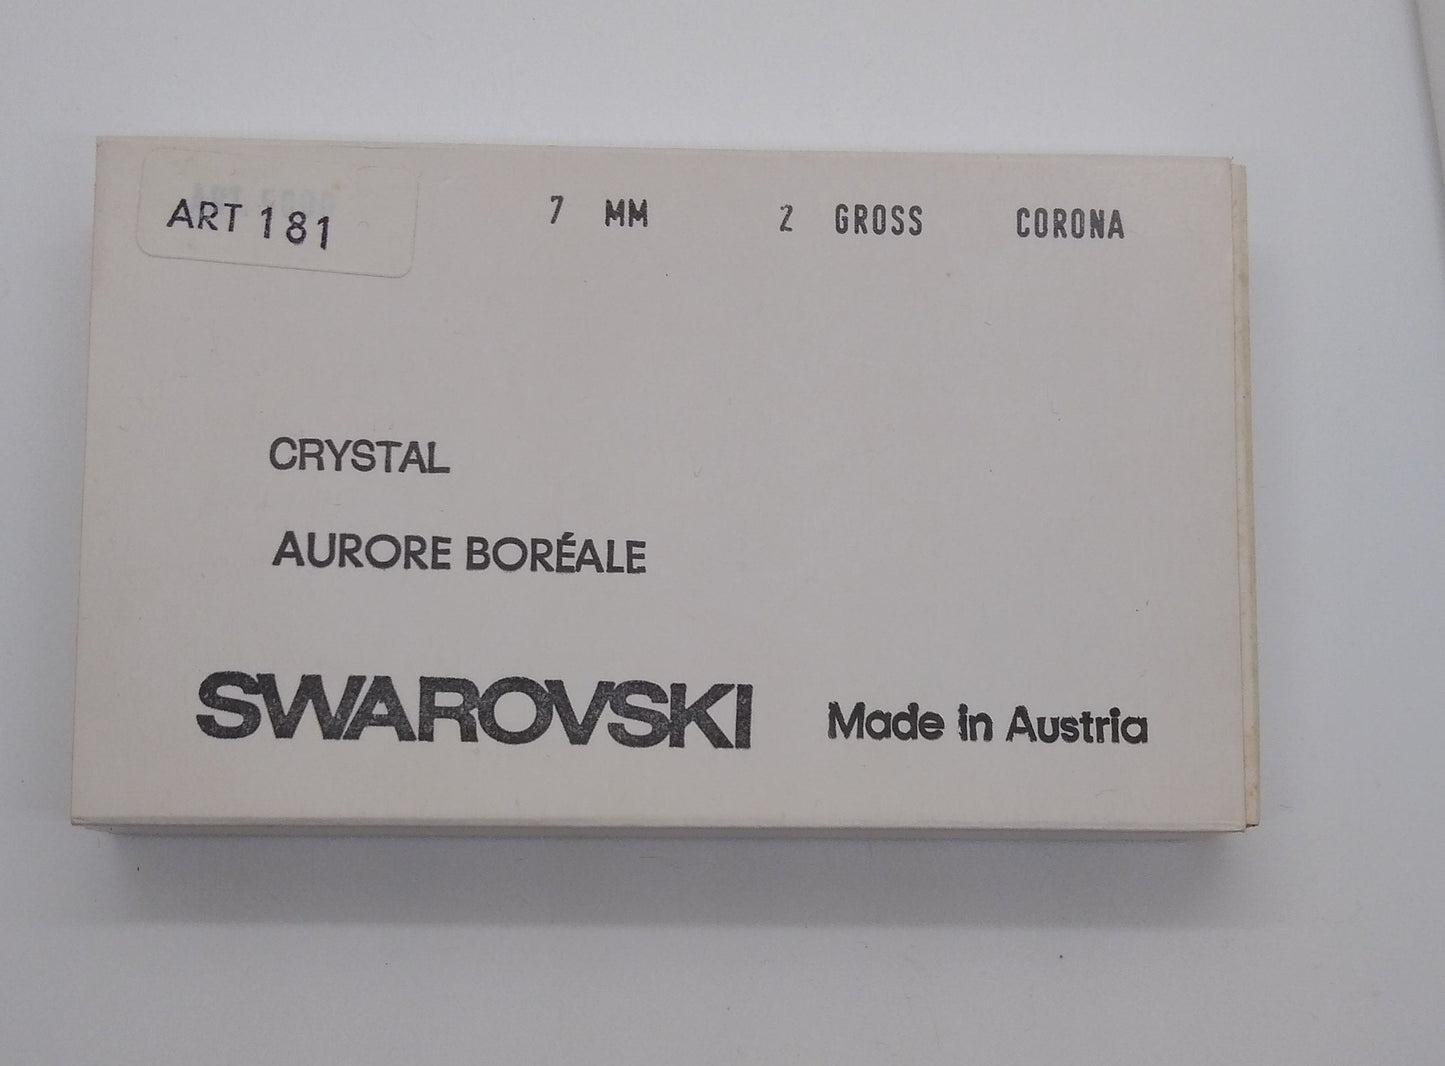 ART 181 7 MM 2 GROSS CORONA
CRYSTAL
AURORE BORÉALE
SWAROVSKI Made in Austria